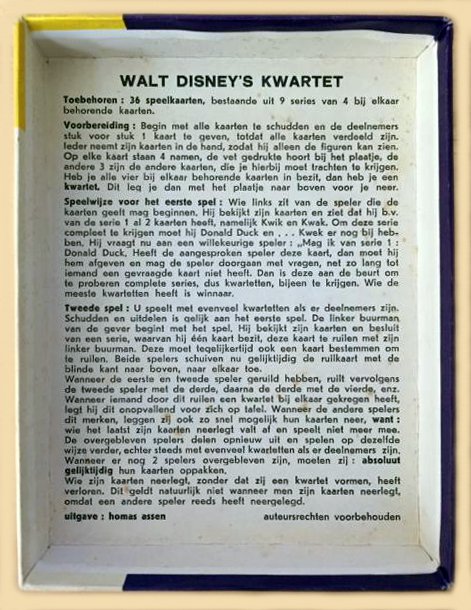 WALT DISNEY'S KWARTET
Toebehoren : 36 speelkaarten, bestaande uit 9 series van 4 bij elkaar
behorende kaarten.
Voorbereiding : Begin met alle kaarten te schudden en de deelnemers
stuk voor stuk 1 kaart te geven, totdat alle kaarten verdeeld zijn.
Ieder neemt zijn kaarten in de hand, zodat hij alleen de figuren kan zien.
Op elke kaart staan 4 namen, de vet gedrukte hoort bij het plaatje, de
andere 3 zijn de andere kaarten, die je hierbij moet trachten te krijgen.
Heb je alle vier bij elkaar behorende kaarten in bezit, dan heb je een
kwartet. Dit leg je dan met het plaatje naar boven voor je neer.
Speelwijze voor het eerste spel : Wie links zit van de speler die de
kaarten geeft mag beginnen. Hij bekijkt zijn kaarten en ziet dat hij b.v.
van de serie 1 al 2 kaarten heeft, namelijk Kwik en Kwak. Om deze serie
compleet te krijgen moet hij Donald Duck en . . . Kwek er nog bij heb-
ben. Hij vraagt nu aan een willekeurige speler : „Mag ik van serie 1 :
Donald Duck, Heeft de aangesproken speler deze kaart, dan moet hij
hem afgeven en mag de speler doorgaan met vragen, net zo lang tot
iemand een gevraagde kaart niet heeft. Dan is deze aan de beurt om
te proberen complete series, dus kwartetten, bijeen te krijgen. Wie de
meeste kwartetten heeft is winnaar.
Tweede spel : U speelt met evenveel kwartetten als er deelnemers zijn.
Schudden en uitdelen is gelijk aan het eerste spel. De linker buurman
van de gever begint met het spel. Hij bekijkt zijn kaarten en besluit
van een serie, waarvan hij één kaart bezit, deze kaart te ruilen met zijn
linker buurman. Deze moet tegelijkertijd ook een kaart bestemmen om
te ruilen. Beide spelers schuiven nu gelijktijdig de ruilkaart met de
blinde kant naar boven, naar elkaar toe.
Wanneer de eerste en tweede speler geruild hebben, ruilt vervolgens
de tweede speler met de derde, daarna de derde met de vierde, enz.
Wanneer iemand door dit ruilen een kwartet bij elkaar gekregen heeft,
legt hij dit onopvallend voor zich op tafel. Wanneer de andere spelers
dit merken, leggen zij ook zo snel mogelijk hun kaarten neer, want :
wie het laatst zijn kaarten neerlegt valt af en speelt niet meer mee.
De overgebleven spelers delen opnieuw uit en spelen op dezelfde
wijze verder, echter steeds met evenveel kwartetten als er deelnemers zijn.
Wanneer er nog 2 spelers overgebleven zijn, moeten zij : absoluut
gelijktijdig hun kaarten oppakken.
Wie zijn kaarten neerlegt, zonder dat zij een kwartet vormen, heeft
verloren. Dit geldt natuurlijk niet wanneer men zijn kaarten neerlegt,
omdat een andere speler reeds heeft neergelegd.
uitgave : homas assen auteursrechten voorbehouden